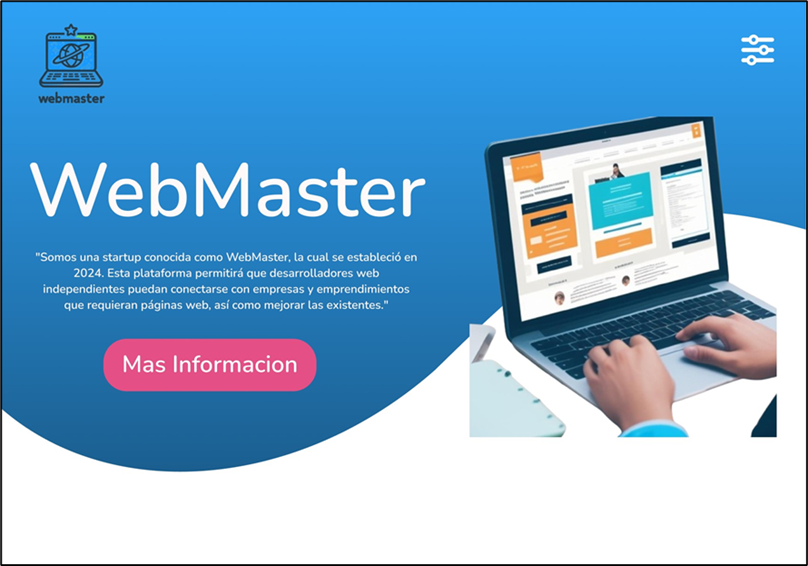 webmaster
WebMaster
"Somos una startup conocida como WebMaster, la cual se estableció en
2024. Esta plataforma permitirá que desarrolladores web
independientes puedan conectarse con empresas y emprendimientos
que requieran páginas web, así como mejorar las existentes."
Mas Informacion